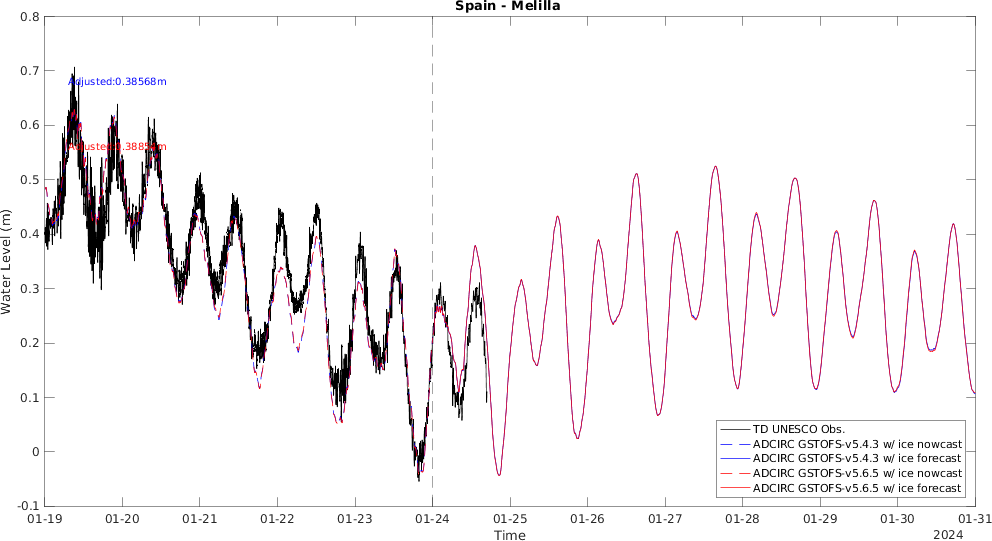 Spain - Melilla
Water Level (m)
0.8
0.7
0.6
0.5
0.4
0.3
0.2
0.1
0
-0.1
Adjusted:0.38568m
TD UNESCO Obs.
ADCIRC GSTOFS-v5.4.3 w/ ice nowcast
ADCIRC GSTOFS-v5.4.3 w/ ice forecast
ADCIRC GSTOFS-v5.6.5 w/ ice nowcast
ADCIRC GSTOFS-v5.6.5 w/ ice forecast
01-19 01-20 01-21 01-22 01-23 01-24 01-25 01-26 01-27 01-28 01-29 01-30 01-31
Time
2024